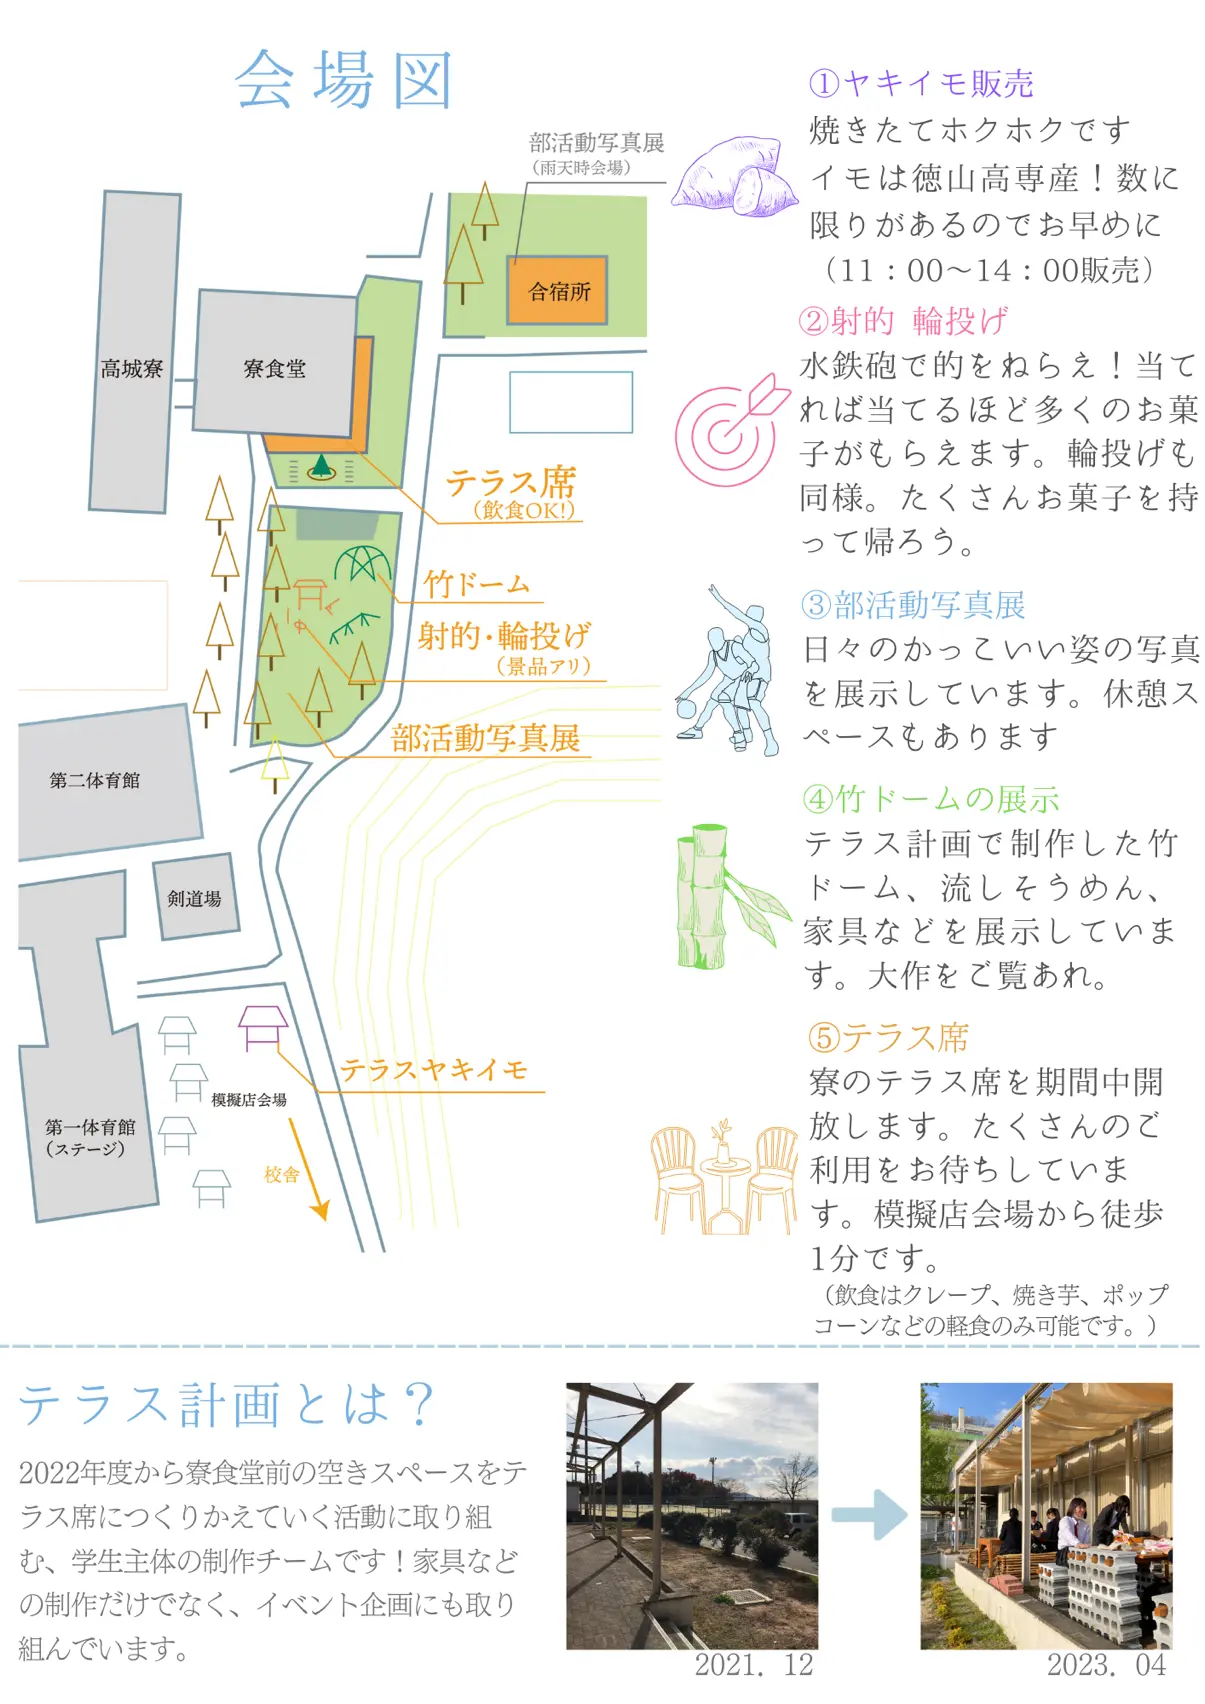 会場図
部活動写真展
（雨天時会場）
合宿所
高城寮
寮食堂
テラス席
（飲食OK!）
竹ドーム
射的・輪投げ
（景品アリ）
部活動写真展
第二体育館
剣道場
テラスヤキイモ
模擬店会場
第一体育館
（ステージ）
校舎
①ヤキイモ販売
焼きたてホクホクです
イモは徳山高専産！数に
限りがあるのでお早めに
（11：00〜14：00販売）
②射的 輪投げ
水鉄砲で的をねらえ！当て
れば当てるほど多くのお菓
子がもらえます。輪投げも
同様。たくさんお菓子を持
って帰ろう。
③部活動写真展
日々のかっこいい姿の写真
を展示しています。休憩ス
ペースもあります
④竹ドームの展示
テラス計画で制作した竹
ドーム、流しそうめん、
家具などを展示していま
す。大作をご覧あれ。
⑤テラス席
寮のテラス席を期間中開
放します。たくさんのご
利用をお待ちしていま
す。模擬店会場から徒歩
1分です。
（飲食はクレープ、焼き芋、ポップ
コーンなどの軽食のみ可能です。）
テラス計画とは？
2022年度から寮食堂前の空きスペースをテ
ラス席につくりかえていく活動に取り組
む、学生主体の制作チームです！家具など
の制作だけでなく、イベント企画にも取り
組んでいます。
2021. 12
2023. 04